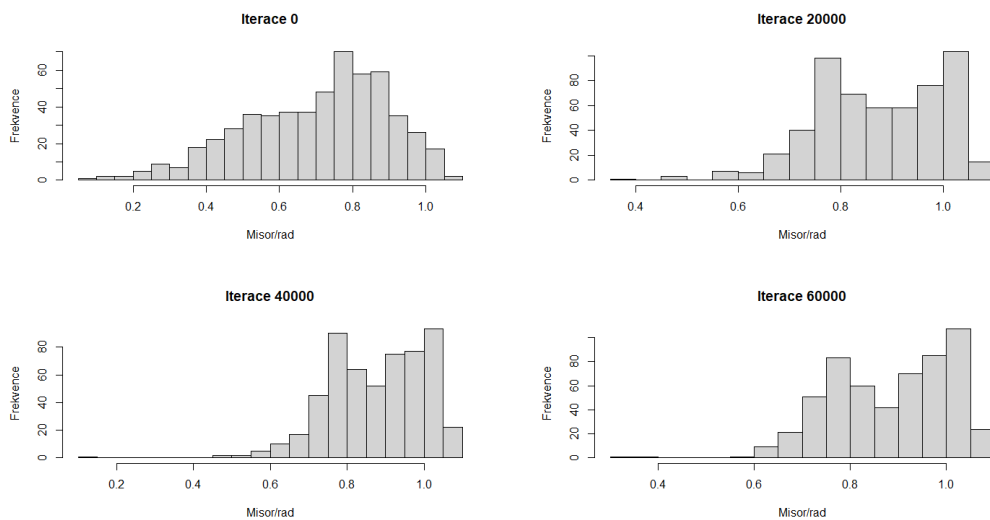 Iterace 0
Frekvence
0 20 40 60
0.2 0.4 0.6 0.8 1.0
Misor/rad
Iterace 20000
Frekvence
0 20 40 60 80
0.4 0.6 0.8 1.0
Misor/rad
Iterace 40000
Frekvence
0 20 40 60 80
0.2 0.4 0.6 0.8 1.0
Misor/rad
Iterace 60000
Frekvence
0 20 40 60 80
0.4 0.6 0.8 1.0
Misor/rad